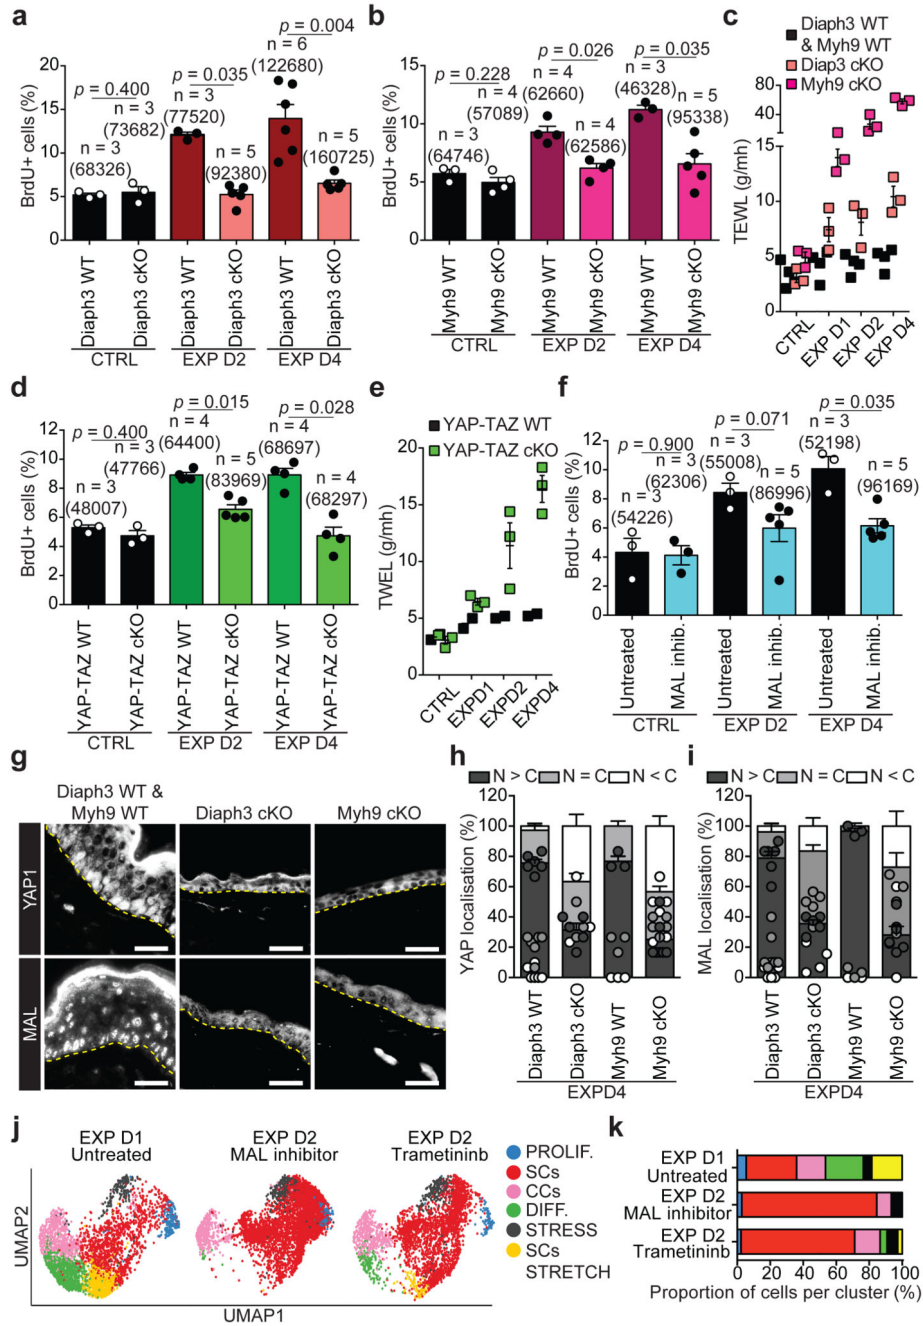 a
BrdU+ cells (%)
20
15
10
5
0
p = 0.400
n = 3
(73682)
n = 3
(68326)
p = 0.035
n = 3
(77520)
n = 5
(92380)
p = 0.004
n = 6
(122680)
n = 5
(160725)
Diaph3 WT
Diaph3 cKO
Diaph3 WT
Diaph3 cKO
Diaph3 WT
Diaph3 cKO
CTRL
EXP D2
EXP D4
b
BrdU+ cells (%)
15
10
5
0
p = 0.228
n = 4
(57089)
n = 3
(64746)
p = 0.026
n = 4
(62660)
n = 4
(62586)
p = 0.035
n = 3
(46328)
n = 5
(95338)
Myh9 WT
Myh9 cKO
Myh9 WT
Myh9 cKO
Myh9 WT
Myh9 cKO
CTRL
EXP D2
EXP D4
c
Diaph3 WT
& Myh9 WT
Diap3 cKO
Myh9 cKO
TEWL (g/mh)
80
40
15
10
5
0
CTRL
EXP D1
EXP D2
EXP D4
d
BrdU+ cells (%)
12
10
8
6
4
2
0
p = 0.400
n = 3
(47766)
n = 3
(48007)
p = 0.015
n = 4
(64400)
n = 5
(83969)
p = 0.028
n = 4
(68697)
n = 4
(68297)
YAP-TAZ WT
YAP-TAZ cKO
YAP-TAZ WT
YAP-TAZ cKO
YAP-TAZ WT
YAP-TAZ cKO
CTRL
EXP D2
EXP D4
e
YAP-TAZ WT
YAP-TAZ cKO
TWEL (g/mh)
20
15
10
5
0
CTRL
EXPD1
EXPD2
EXPD4
f
BrdU+ cells (%)
12
10
8
6
4
2
0
p = 0.900
n = 3
(62306)
n = 3
(54226)
p = 0.071
n = 3
(55008)
n = 5
(86996)
p = 0.035
n = 3
(52198)
n = 5
(96169)
Untreated
MAL inhib.
Untreated
MAL inhib.
Untreated
MAL inhib.
CTRL
EXP D2
EXP D4
g
Diaph3 WT &
Myh9 WT
Diaph3 cKO
Myh9 cKO
YAP1
MAL
h
N > C
N = C
N < C
YAP localisation (%)
120
100
80
60
40
20
0
Diaph3 WT
Diaph3 cKO
Myh9 WT
Myh9 cKO
EXPD4
i
N > C
N = C
N < C
MAL localisation (%)
120
100
80
60
40
20
0
Diaph3 WT
Diaph3 cKO
Myh9 WT
Myh9 cKO
EXPD4
j
EXP D1
Untreated
EXP D2
MAL inhibitor
EXP D2
Trametininb
UMAP2
UMAP1
PROLIF.
SCs
CCs
DIFF.
STRESS
SCs
STRETCH
k
EXP D1
Untreated
EXP D2
MAL inhibitor
EXP D2
Trametininb
0 20 40 60 80 100
Proportion of cells per cluster (%)